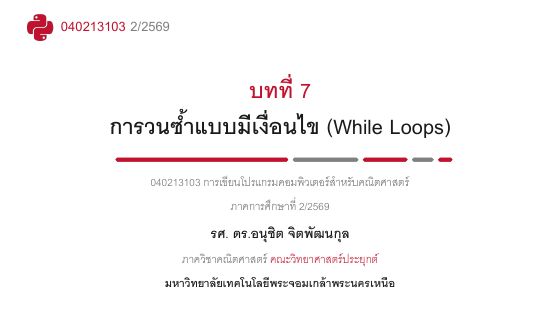 040213103 2/2569
บทที่ 7
การวนซ้ำแบบมีเงื่อนไข (While Loops)
040213103 การเขียนโปรแกรมคอมพิวเตอร์สำหรับคณิตศาสตร์
ภาคการศึกษาที่ 2/2569
รศ. ดร.อนุชิต จิตพัฒนกุล
ภาควิชาคณิตศาสตร์ คณะวิทยาศาสตร์ประยุกต์
มหาวิทยาลัยเทคโนโลยีพระจอมเกล้าพระนครเหนือ